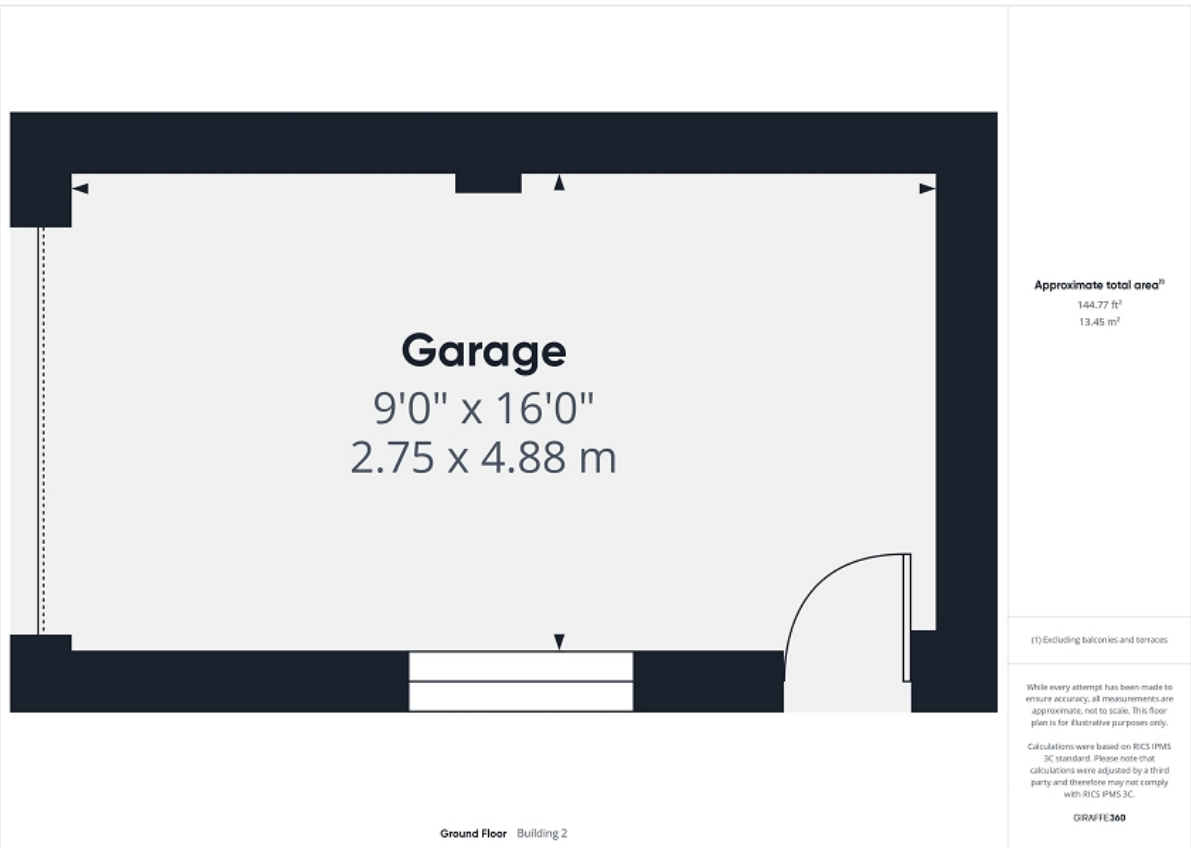 Garage
9'0" x 16'0"
2.75 x 4.88 m
Ground Floor Building 2
Approximate total area(1)
144.77 ft²
13.45 m²
(1) Excluding balconies and terraces
While every attempt has been made to
ensure accuracy, all measurements are
approximate, not to scale. This floor
plan is for illustrative purposes only.
Calculations were based on RICS IPMS
3C standard. Please note that
calculations were adjusted by a third
party and therefore may not comply
with RICS IPMS 3C.
GIRAFFE360